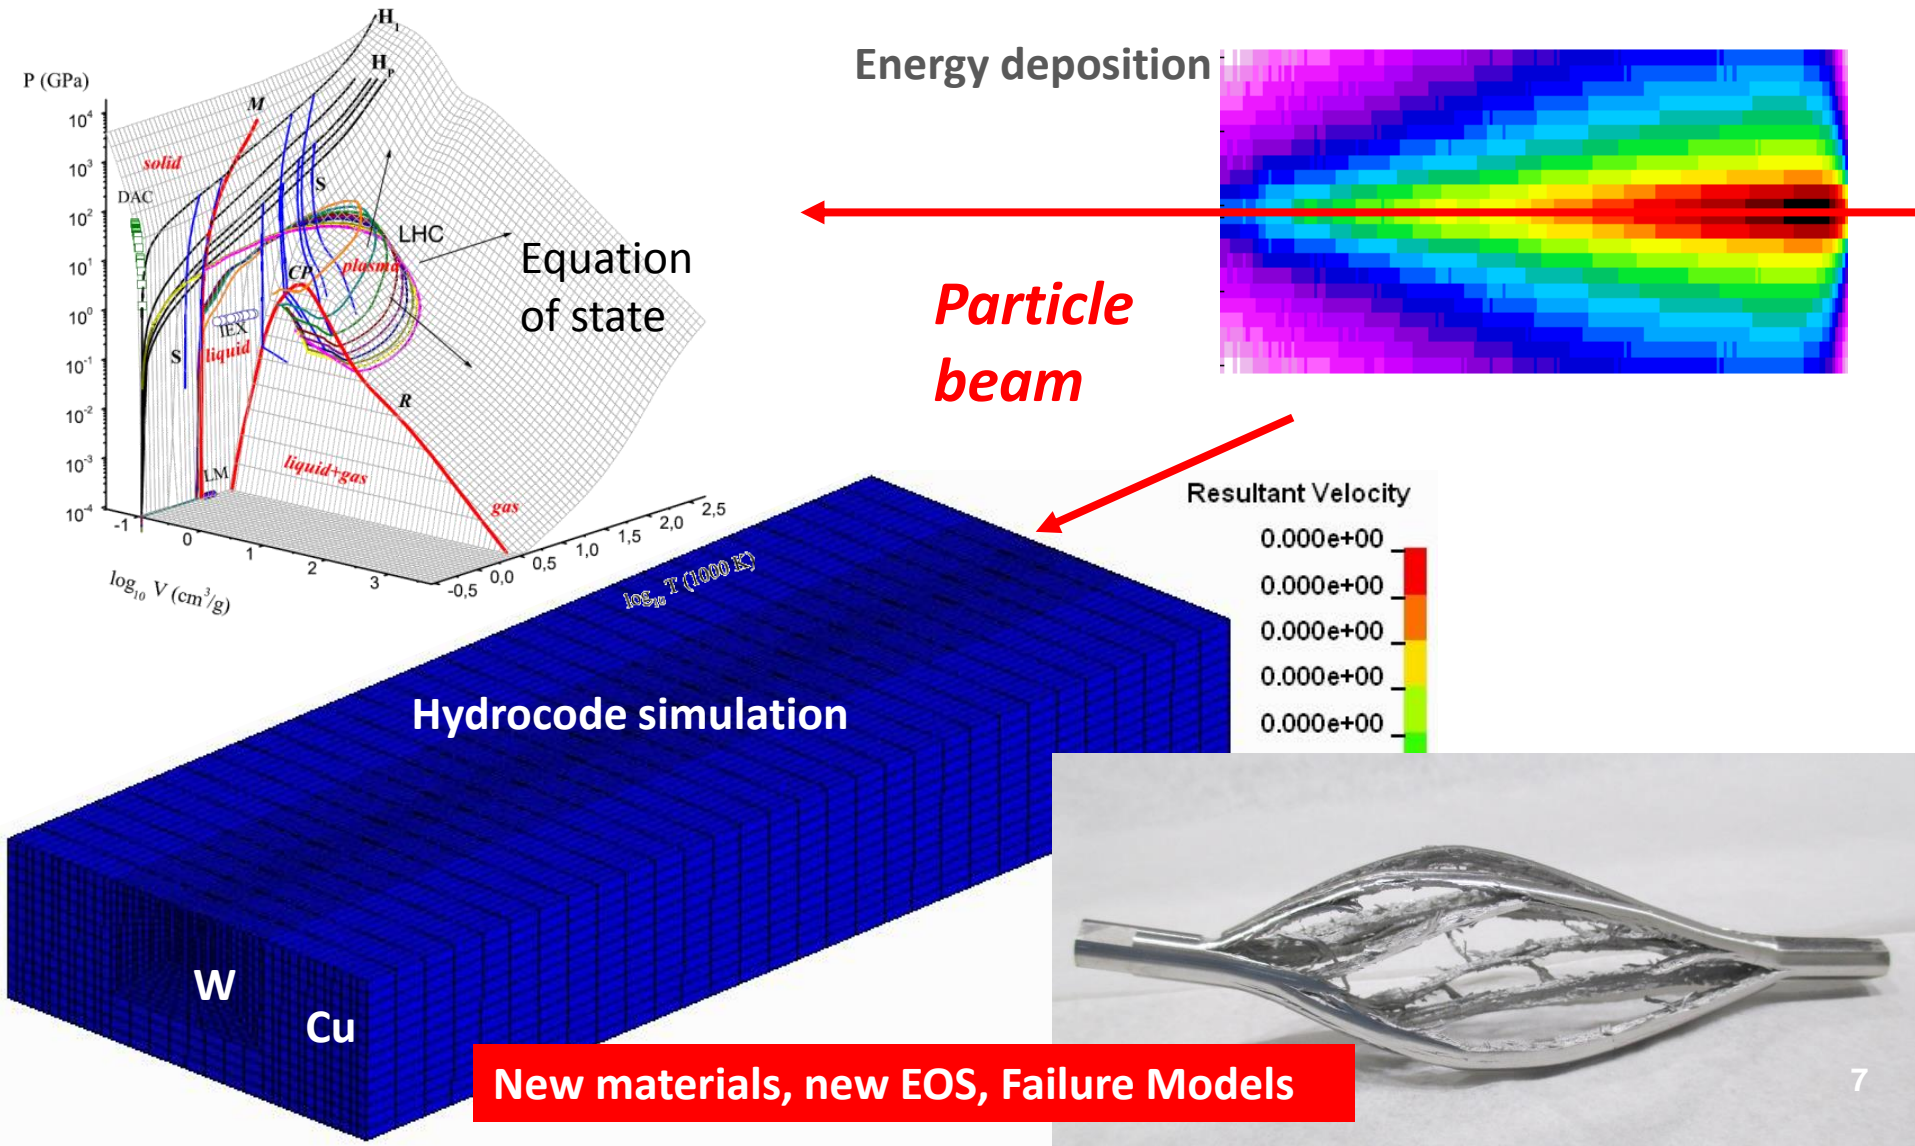 H₁
Hₚ
P (GPa)
M
10⁴
10³
10²
10¹
10⁰
10⁻¹
10⁻²
10⁻³
10⁻⁴
solid
DAC
S
LHC
CP
plasma
IEX
liquid
S
R
LM
liquid+gas
gas
-1
0
1
2
3
log₁₀ V (cm³/g)
-0,5
0,0
0,5
1,0
1,5
2,0
2,5
log₁₀ T (1000 K)
Equation
of state
Energy deposition
Particle
beam
Resultant Velocity
0.000e+00
0.000e+00
0.000e+00
0.000e+00
0.000e+00
Hydrocode simulation
W
Cu
New materials, new EOS, Failure Models
7